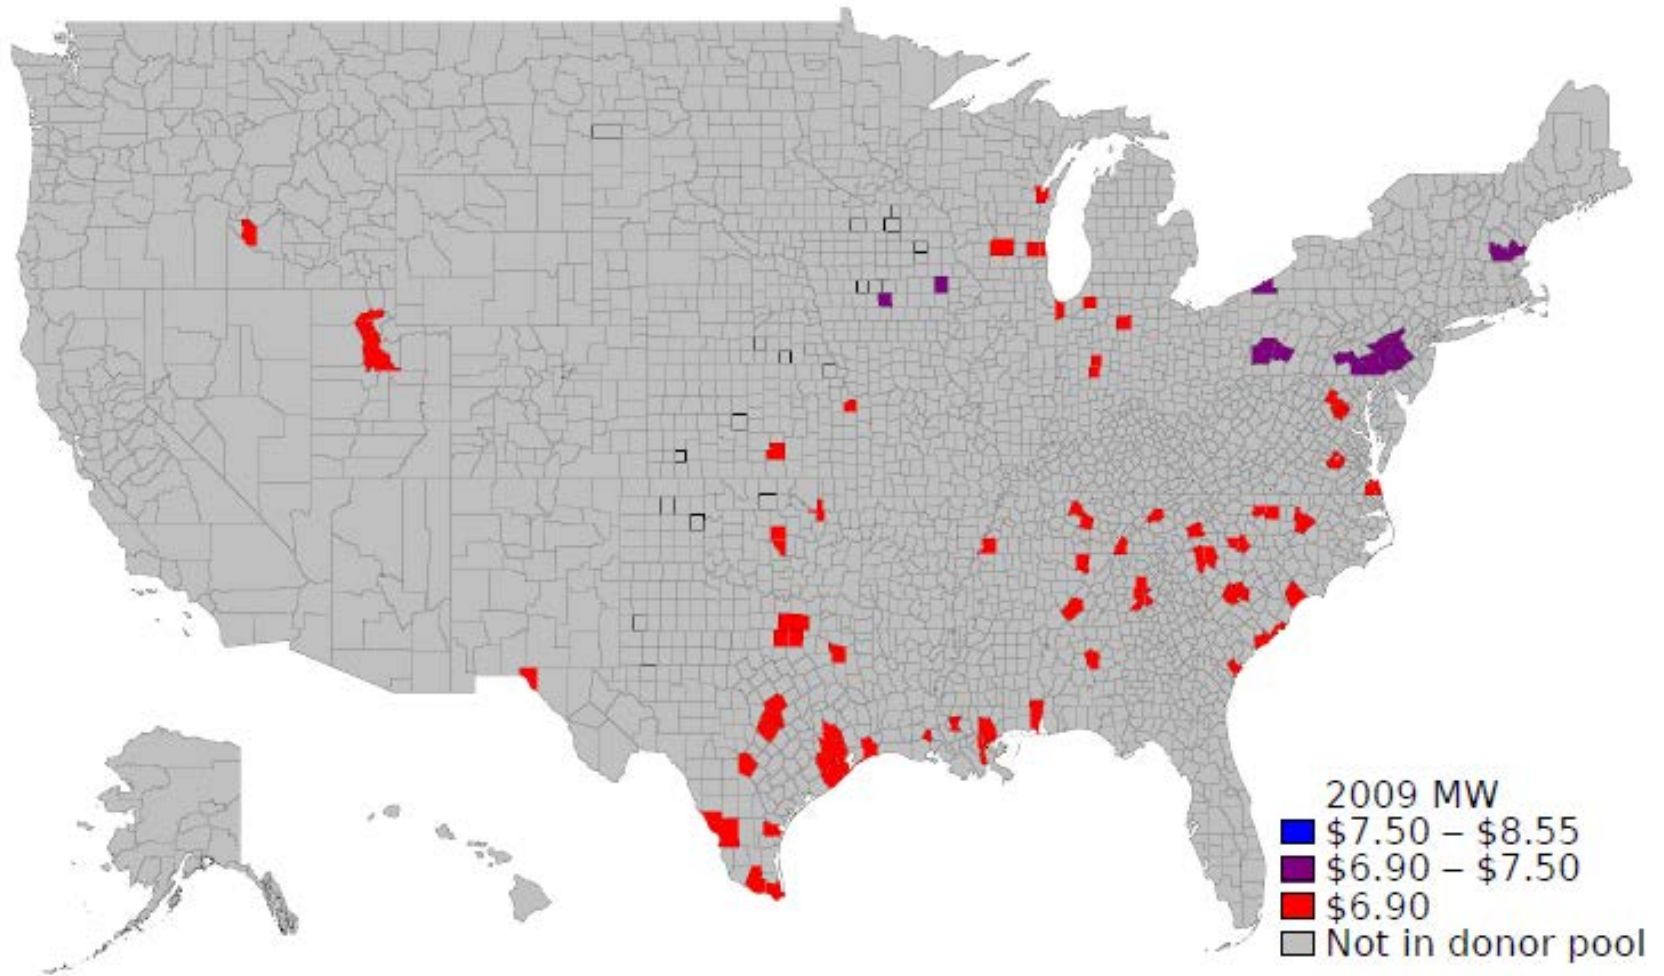 2009 MW
$7.50 – $8.55
$6.90 – $7.50
$6.90
Not in donor pool